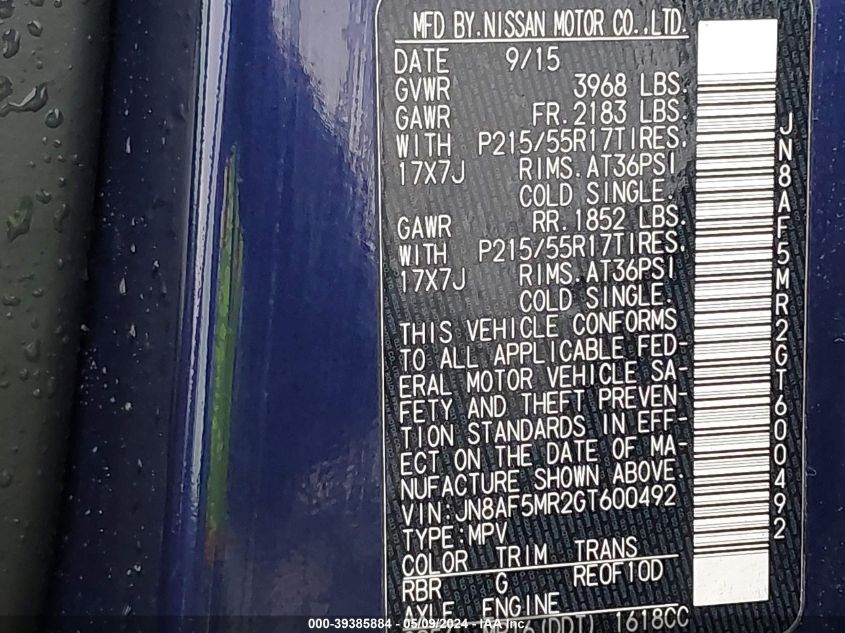 MFD BY.NISSAN MOTOR CO.,LTD.
DATE 9/15
GVWR 3968 LBS.
GAWR FR.2183 LBS.
WITH P215/55R17TIRES.
17X7J RIMS.AT36PSI
COLD SINGLE.
GAWR RR.1852 LBS.
WITH P215/55R17TIRES.
17X7J RIMS.AT36PSI
COLD SINGLE.
THIS VEHICLE CONFORMS
TO ALL APPLICABLE FED-
ERAL MOTOR VEHICLE SA-
FETY AND THEFT PREVEN-
TION STANDARDS IN EFF-
ECT ON THE DATE OF MA-
NUFACTURE SHOWN ABOVE.
VIN:JN8AF5MR2GT600492
TYPE:MPV
COLOR TRIM TRANS
RBR G RE0F10D
AXLE ENGINE
(DDT) 1618CC
JN8AF5MR2GT600492
000-39385884 - 05/09/2024 - IAAI.COM